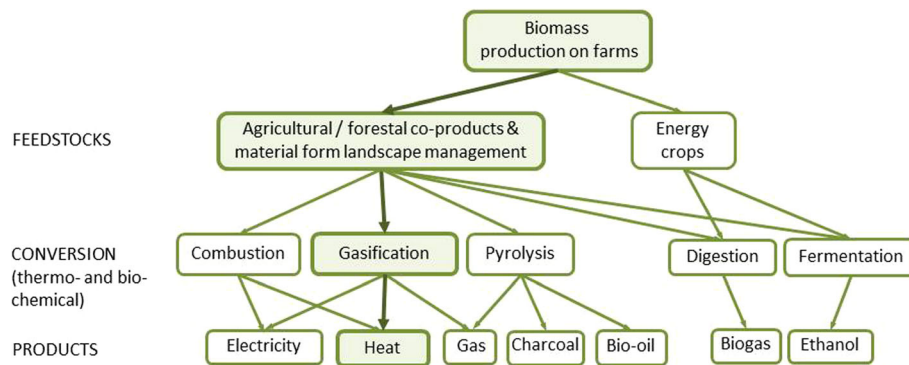 Biomass
production on farms
FEEDSTOCKS
Agricultural / forestal co-products &
material form landscape management
Energy
crops
CONVERSION
(thermo- and bio-
chemical)
Combustion
Gasification
Pyrolysis
Digestion
Fermentation
PRODUCTS
Electricity
Heat
Gas
Charcoal
Bio-oil
Biogas
Ethanol